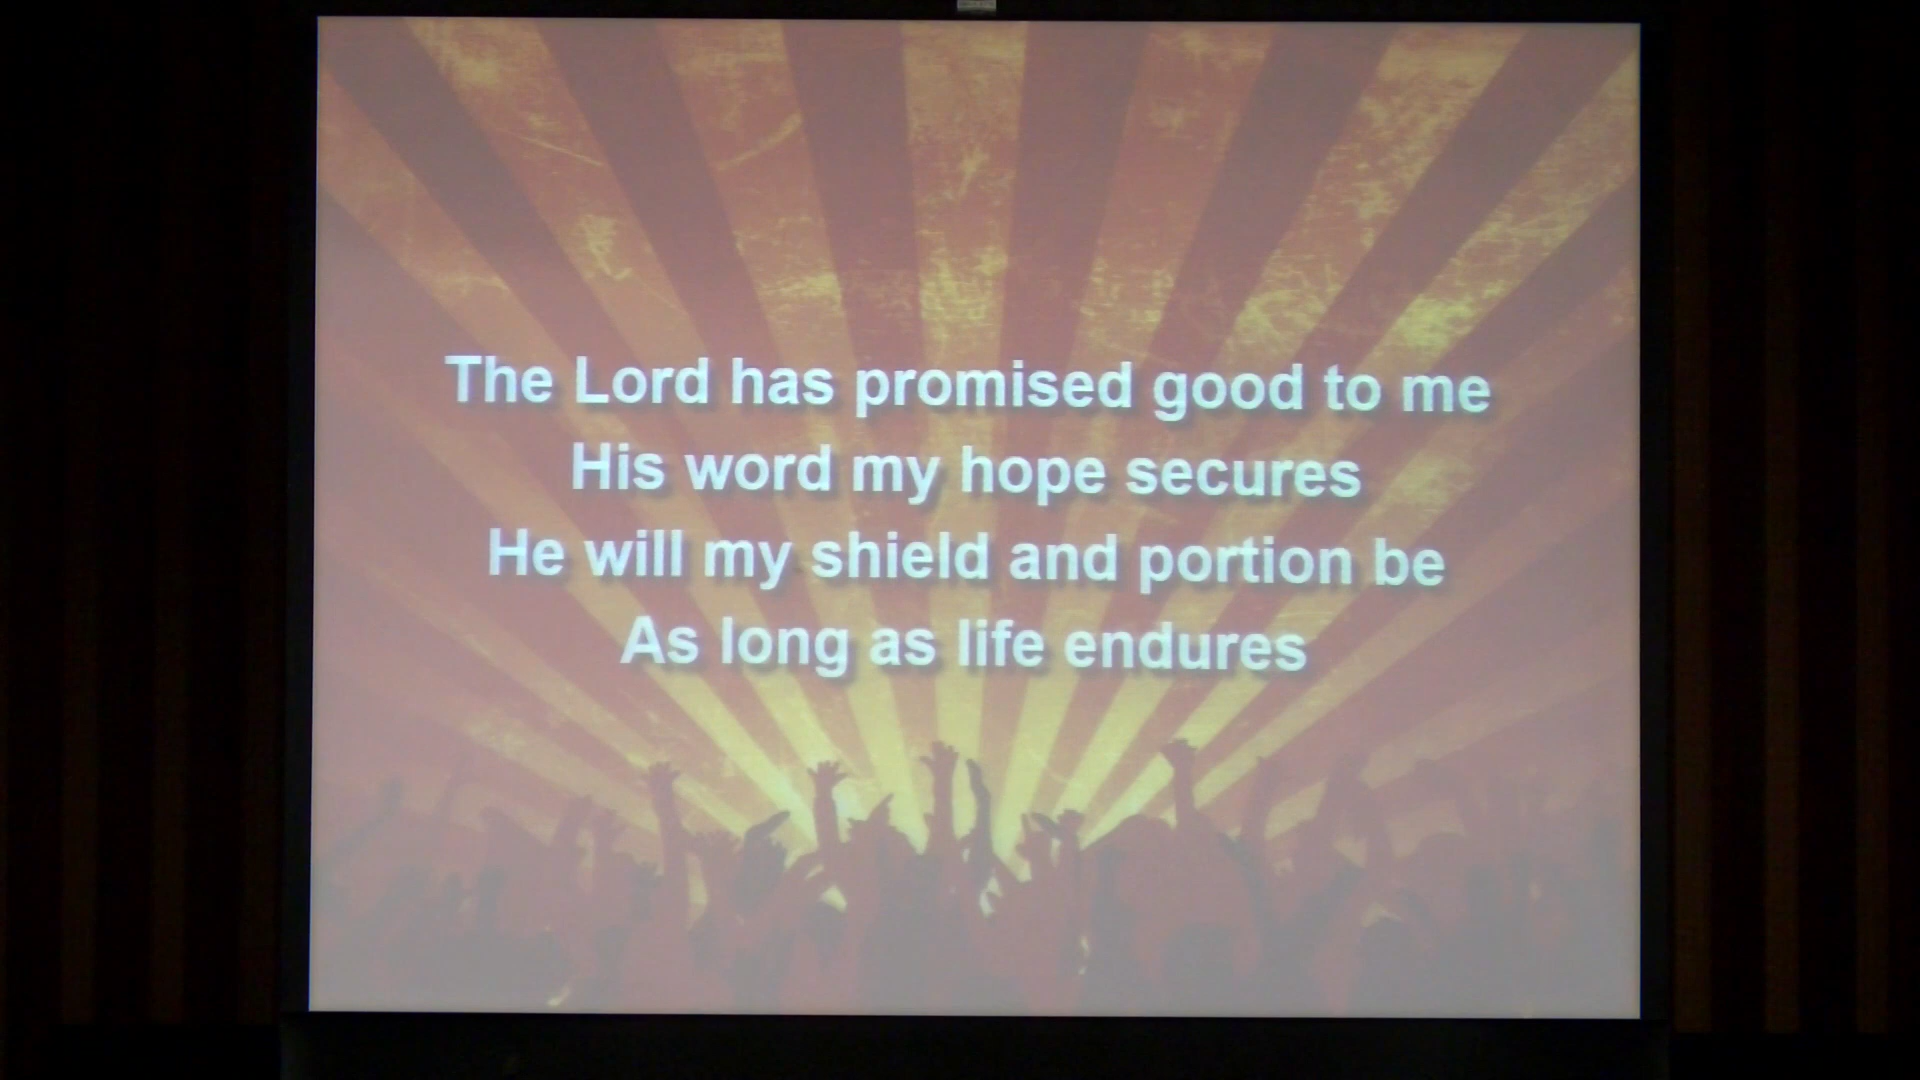 The Lord has promised good to me
His word my hope secures
He will my shield and portion be
As long as life endures